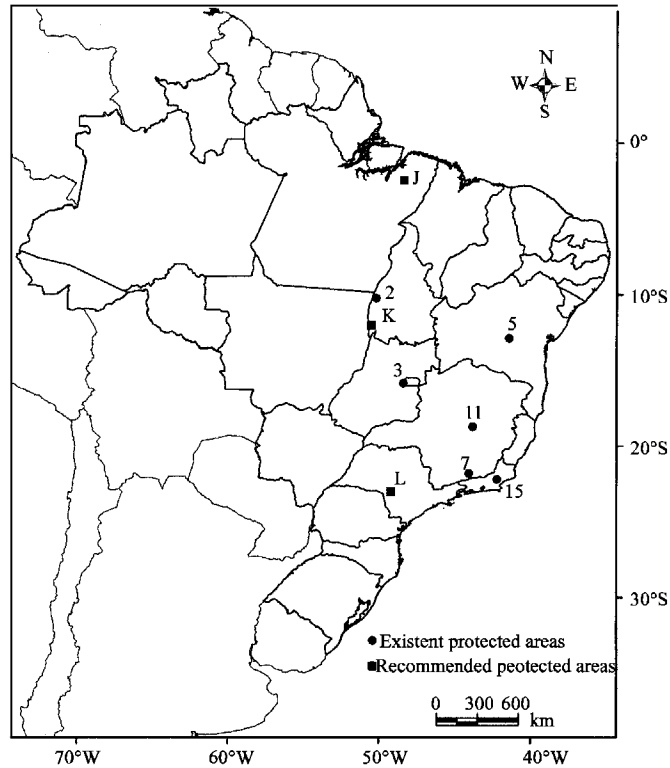 N
W E
S
0°
J
2
10°S
K
5
3
11
20°S
7
L
15
30°S
Existent protected areas
Recommended peotected areas
0 300 600
km
70°W 60°W 50°W 40°W